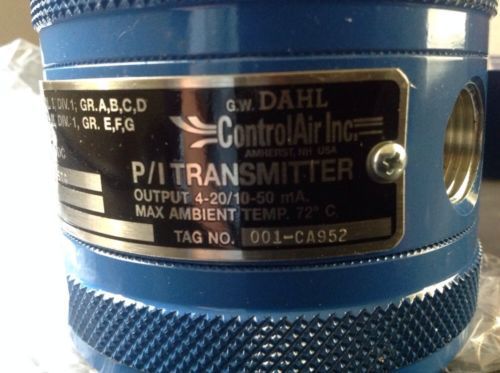 DIV.1; GR.A,B,C,D
DIV.-1, GR. E,F,G
DC
G.W. DAHL
ControlAir Inc.
AMHERST, NH USA
P/I TRANSMITTER
OUTPUT 4-20/10-50 mA.
MAX AMBIENT TEMP. 72° C.
TAG NO. 001-CA952